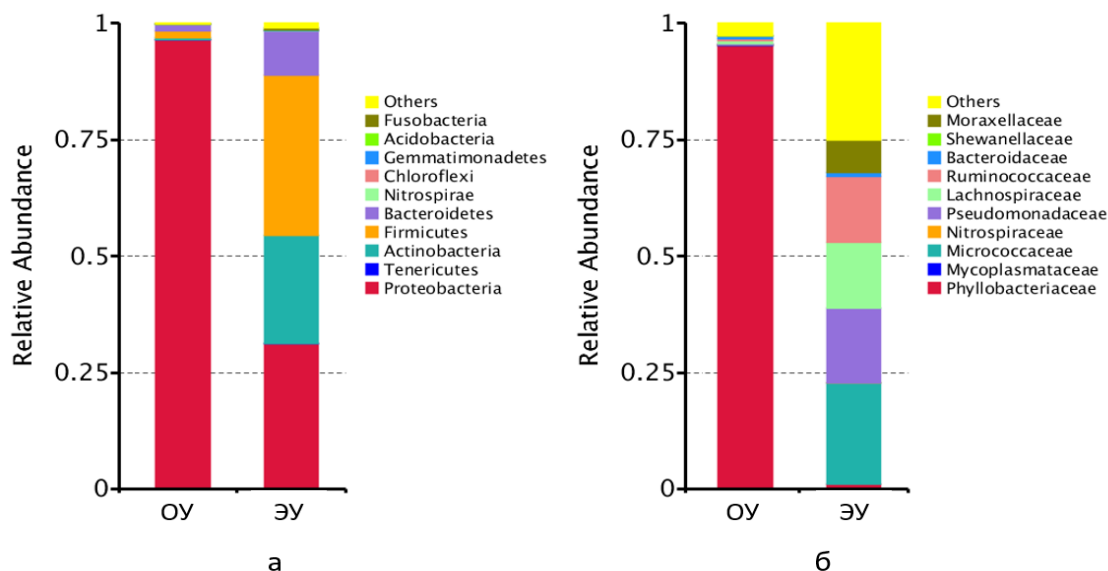 Relative Abundance
1
0.75
0.5
0.25
0
ОУ
ЭУ
Others
Fusobacteria
Acidobacteria
Gemmatimonadetes
Chloroflexi
Nitrospirae
Bacteroidetes
Firmicutes
Actinobacteria
Tenericutes
Proteobacteria
а
Relative Abundance
1
0.75
0.5
0.25
0
ОУ
ЭУ
Others
Moraxellaceae
Shewanellaceae
Bacteroidaceae
Ruminococcaceae
Lachnospiraceae
Pseudomonadaceae
Nitrospiraceae
Micrococcaceae
Mycoplasmataceae
Phyllobacteriaceae
б